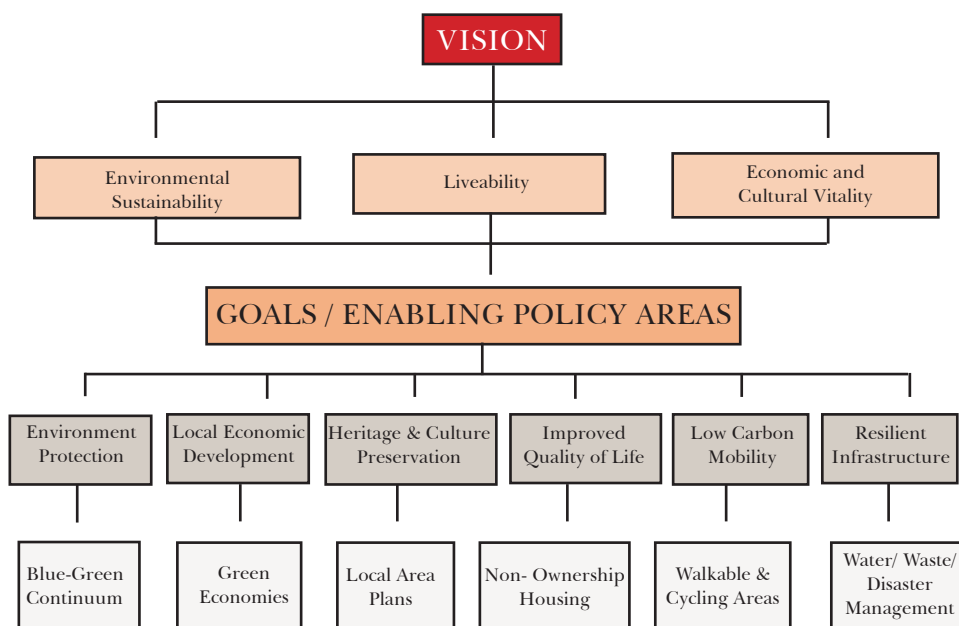 VISION
Environmental
Sustainability
Liveability
Economic and
Cultural Vitality
GOALS / ENABLING POLICY AREAS
Environment
Protection
Local Economic
Development
Heritage & Culture
Preservation
Improved
Quality of Life
Low Carbon
Mobility
Resilient
Infrastructure
Blue-Green
Continuum
Green
Economies
Local Area
Plans
Non- Ownership
Housing
Walkable &
Cycling Areas
Water/ Waste/
Disaster
Management